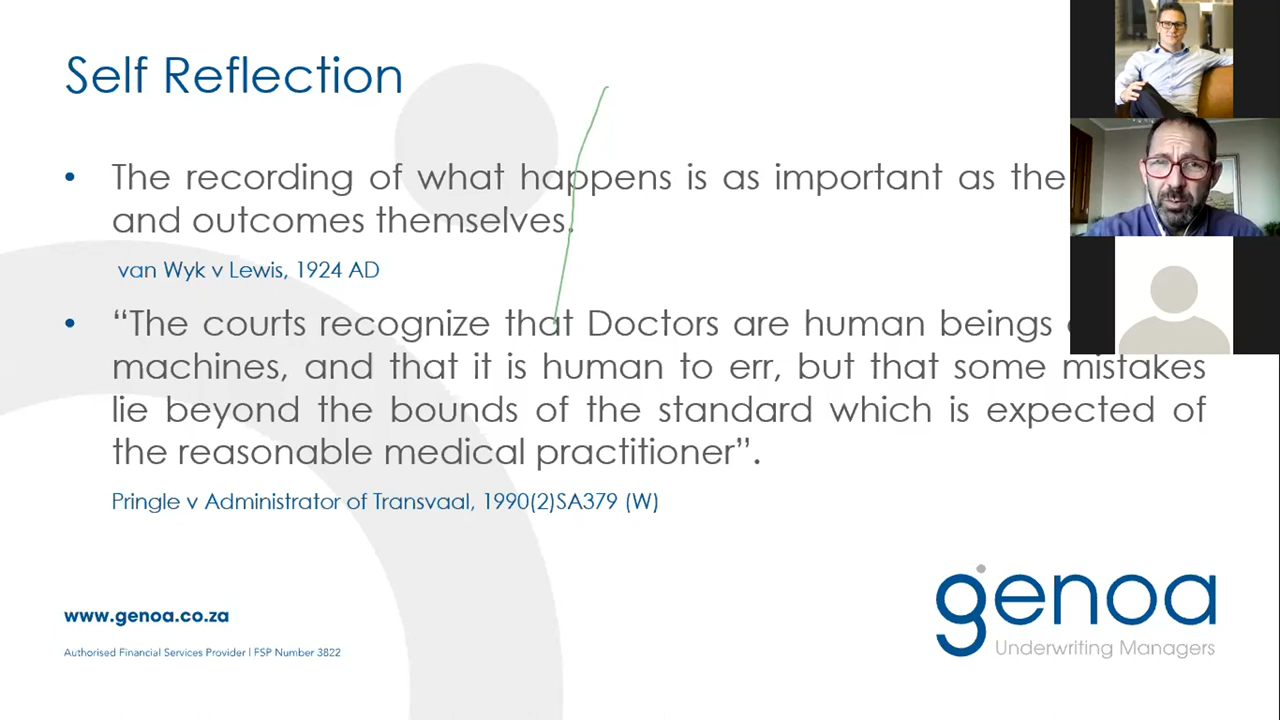 Self Reflection
• The recording of what happens is as important as the
and outcomes themselves.
van Wyk v Lewis, 1924 AD
• “The courts recognize that Doctors are human beings
machines, and that it is human to err, but that some mistakes
lie beyond the bounds of the standard which is expected of
the reasonable medical practitioner”.
Pringle v Administrator of Transvaal, 1990(2)SA379 (W)
www.genoa.co.za
Authorised Financial Services Provider | FSP Number 3822
genoa
Underwriting Managers